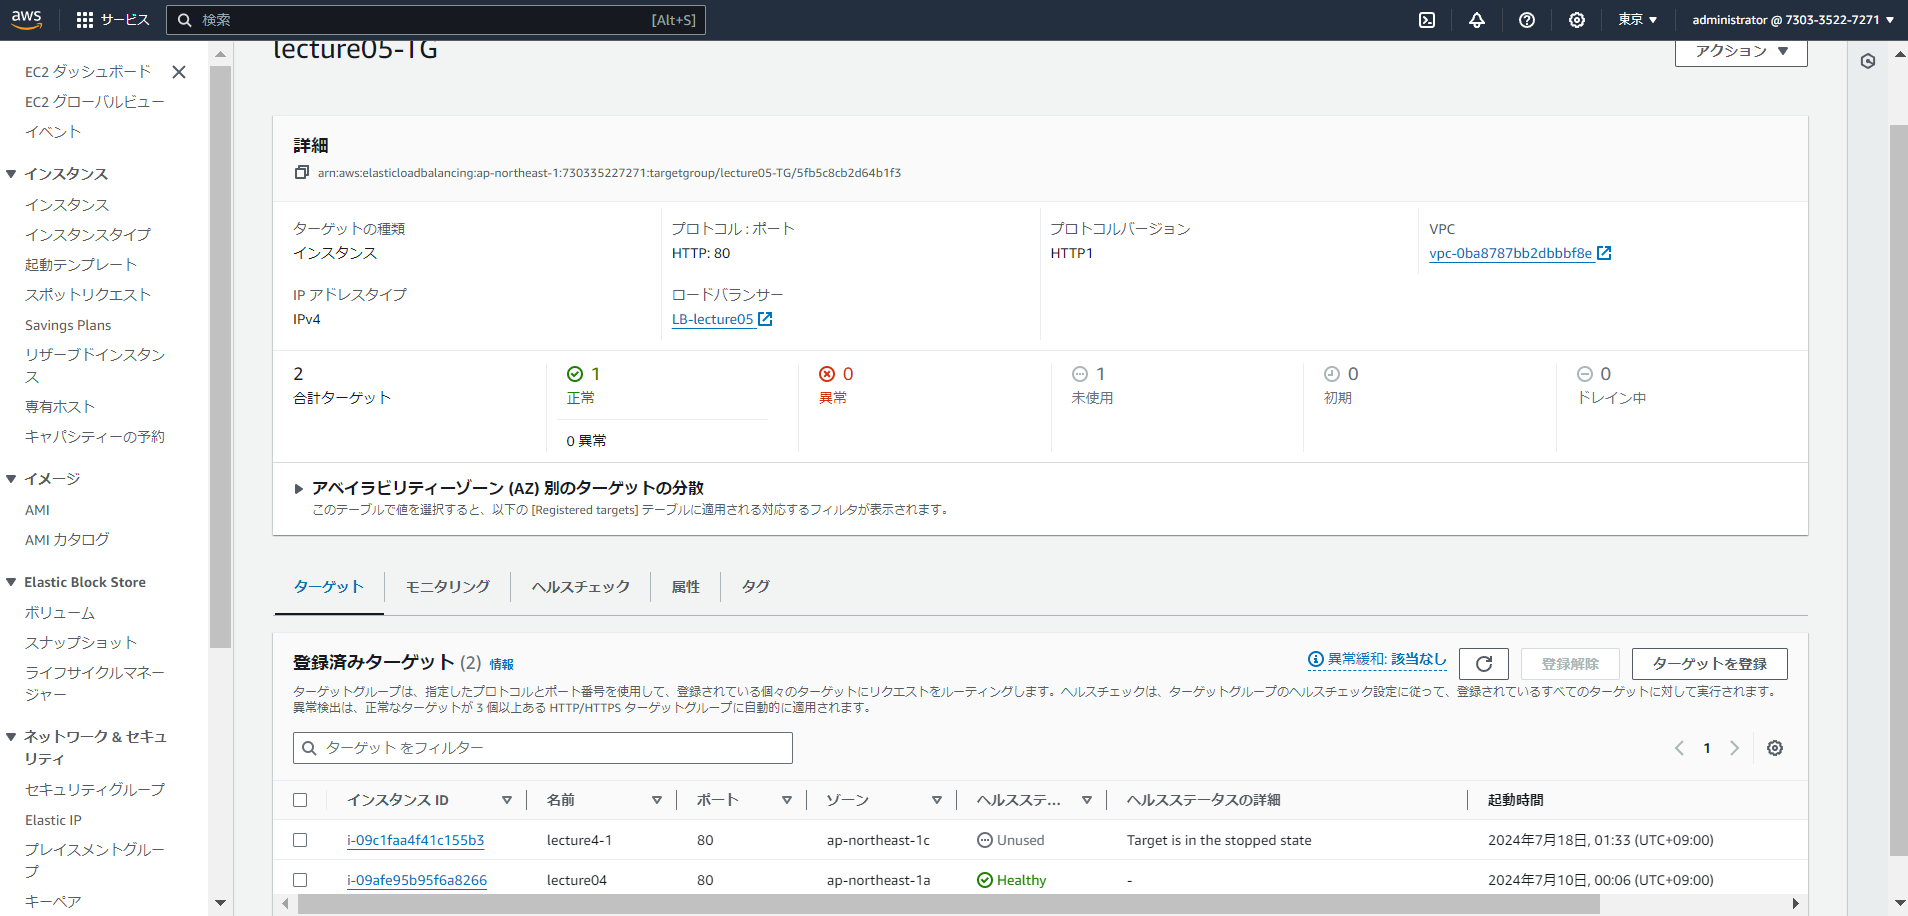 aws
サービス
検索
[Alt+S]
東京
administrator @ 7303-3522-7271
EC2 ダッシュボード
EC2 グローバルビュー
イベント
インスタンス
インスタンス
インスタンスタイプ
起動テンプレート
スポットリクエスト
Savings Plans
リザーブドインスタン
ス
専有ホスト
キャパシティーの予約
イメージ
AMI
AMI カタログ
Elastic Block Store
ボリューム
スナップショット
ライフサイクルマネー
ジャー
ネットワーク & セキュ
リティ
セキュリティグループ
Elastic IP
プレイスメントグルー
プ
キーペア
lecture05-TG
アクション
詳細
arn:aws:elasticloadbalancing:ap-northeast-1:730335227271:targetgroup/lecture05-TG/5fb5c8cb2d64b1f3
ターゲットの種類
インスタンス
プロトコル : ポート
HTTP: 80
プロトコルバージョン
HTTP1
VPC
vpc-0ba8787bb2dbbbf8e
IP アドレスタイプ
IPv4
ロードバランサー
LB-lecture05
2
合計ターゲット
1
正常
0 異常
0
異常
1
未使用
0
初期
0
ドレイン中
アベイラビリティーゾーン (AZ) 別のターゲットの分散
このテーブルで値を選択すると、以下の [Registered targets] テーブルに適用される対応するフィルタが表示されます。
ターゲット
モニタリング
ヘルスチェック
属性
タグ
登録済みターゲット (2) 情報
異常緩和: 該当なし
登録解除
ターゲットを登録
ターゲットグループは、指定したプロトコルとポート番号を使用して、登録されている個々のターゲットにリクエストをルーティングします。ヘルスチェックは、ターゲットグループのヘルスチェック設定に従って、登録されているすべてのターゲットに対して実行されます。
異常検出は、正常なターゲットが 3 個以上ある HTTP/HTTPS ターゲットグループに自動的に適用されます。
ターゲット をフィルター
1
インスタンス ID 名前 ポート ゾーン ヘルスステ... ヘルスステータスの詳細 起動時間
i-09c1faa4f41c155b3 lecture4-1 80 ap-northeast-1c Unused Target is in the stopped state 2024年7月18日, 01:33 (UTC+09:00)
i-09afe95b95f6a8266 lecture04 80 ap-northeast-1a Healthy - 2024年7月10日, 00:06 (UTC+09:00)